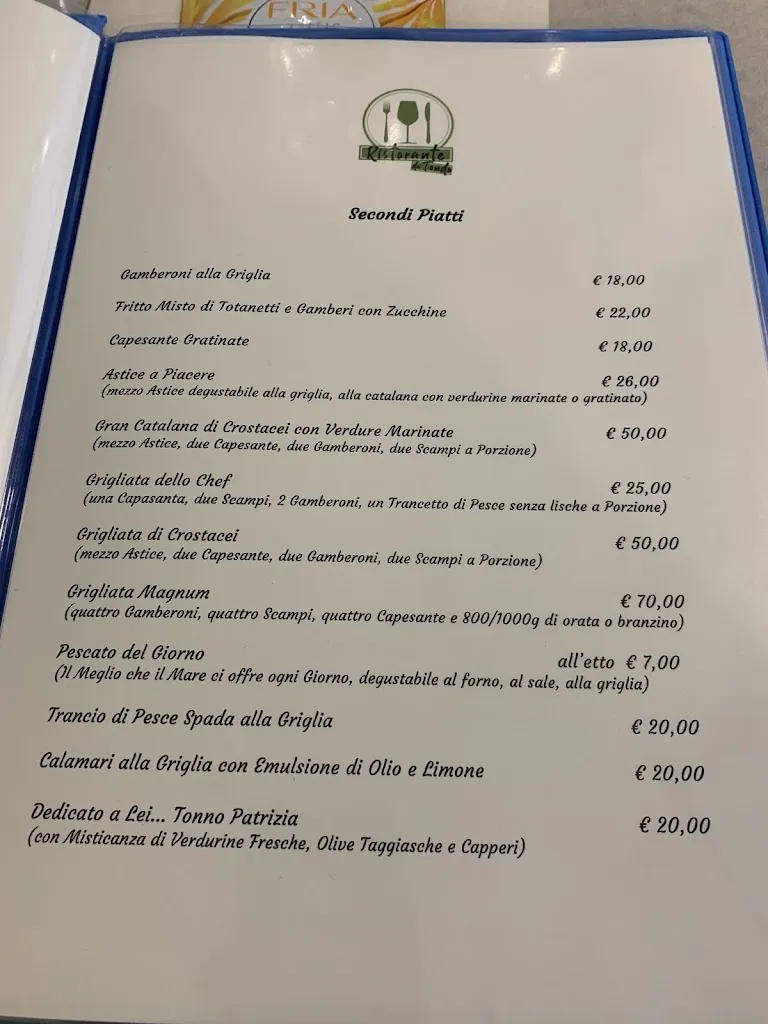 FRIA
Ristorante
da Tondo
Secondi Piatti
Gamberoni alla Griglia € 18,00
Fritto Misto di Totanetti e Gamberi con Zucchine € 22,00
Capesante Gratinate € 18,00
Astice a Piacere € 26,00
(mezzo Astice degustabile alla griglia, alla catalana con verdurine marinate o gratinato)
Gran Catalana di Crostacei con Verdure Marinate € 50,00
(mezzo Astice, due Capesante, due Gamberoni, due Scampi a Porzione)
Grigliata dello Chef € 25,00
(una Capasanta, due Scampi, 2 Gamberoni, un Trancetto di Pesce senza lische a Porzione)
Grigliata di Crostacei € 50,00
(mezzo Astice, due Capesante, due Gamberoni, due Scampi a Porzione)
Grigliata Magnum € 70,00
(quattro Gamberoni, quattro Scampi, quattro Capesante e 800/1000g di orata o branzino)
Pescato del Giorno all'etto € 7,00
(Il Meglio che il Mare ci offre ogni Giorno, degustabile al forno, al sale, alla griglia)
Trancio di Pesce Spada alla Griglia € 20,00
Calamari alla Griglia con Emulsione di Olio e Limone € 20,00
Dedicato a Lei... Tonno Patrizia € 20,00
(con Misticanza di Verdurine Fresche, Olive Taggiasche e Capperi)